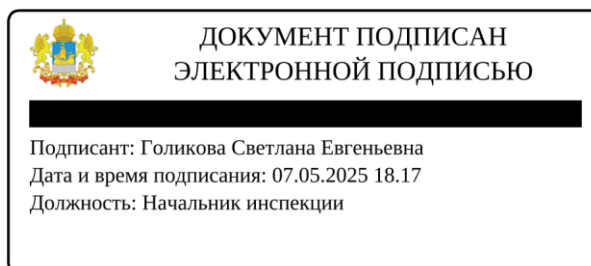 ДОКУМЕНТ ПОДПИСАН
ЭЛЕКТРОННОЙ ПОДПИСЬЮ
Подписант: Голикова Светлана Евгеньевна
Дата и время подписания: 07.05.2025 18.17
Должность: Начальник инспекции